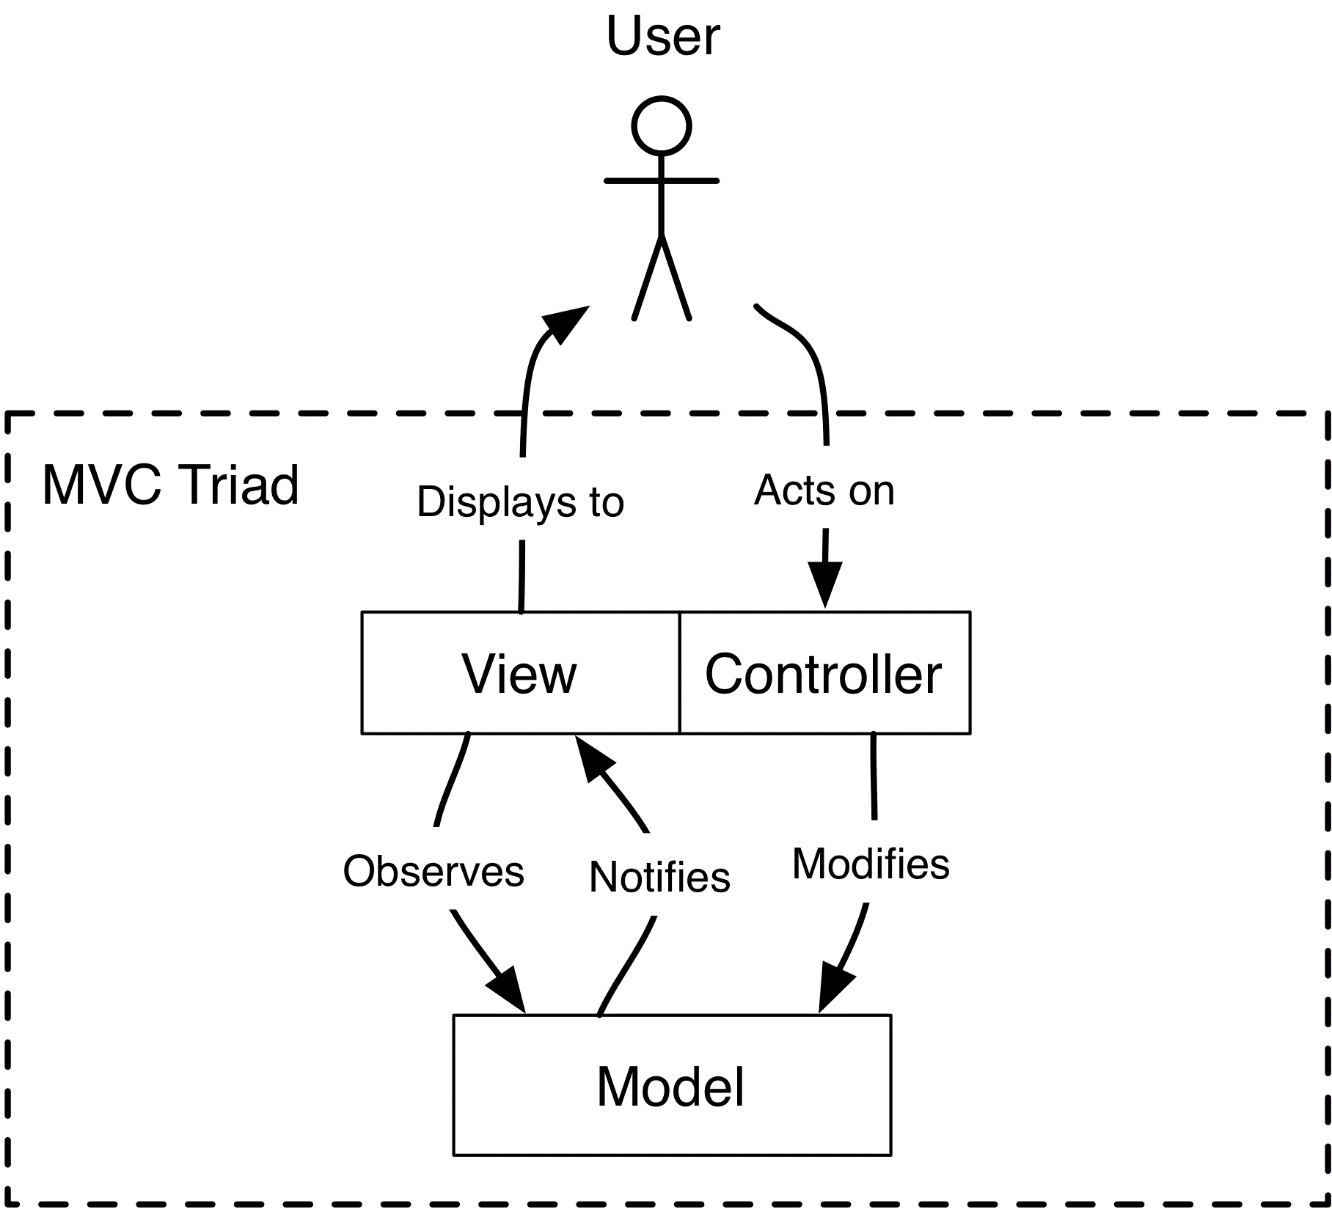 User
MVC Triad
Displays to
Acts on
View
Controller
Observes
Notifies
Modifies
Model